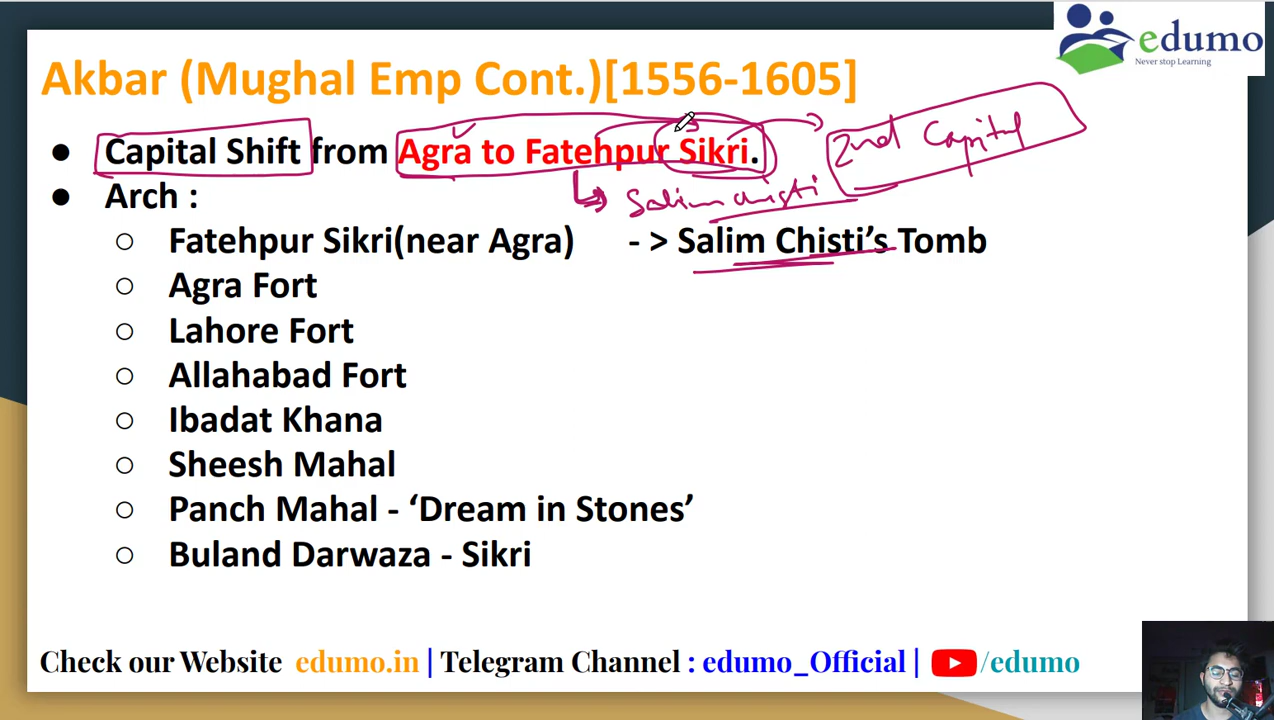 edumo
Never stop Learning
Akbar (Mughal Emp Cont.)[1556-1605]
● Capital Shift from Agra to Fatehpur Sikri.
2nd Capital
Salim chisti
● Arch :
○ Fatehpur Sikri(near Agra) - > Salim Chisti’s Tomb
○ Agra Fort
○ Lahore Fort
○ Allahabad Fort
○ Ibadat Khana
○ Sheesh Mahal
○ Panch Mahal - ‘Dream in Stones’
○ Buland Darwaza - Sikri
Check our Website edumo.in | Telegram Channel : edumo_Official | /edumo